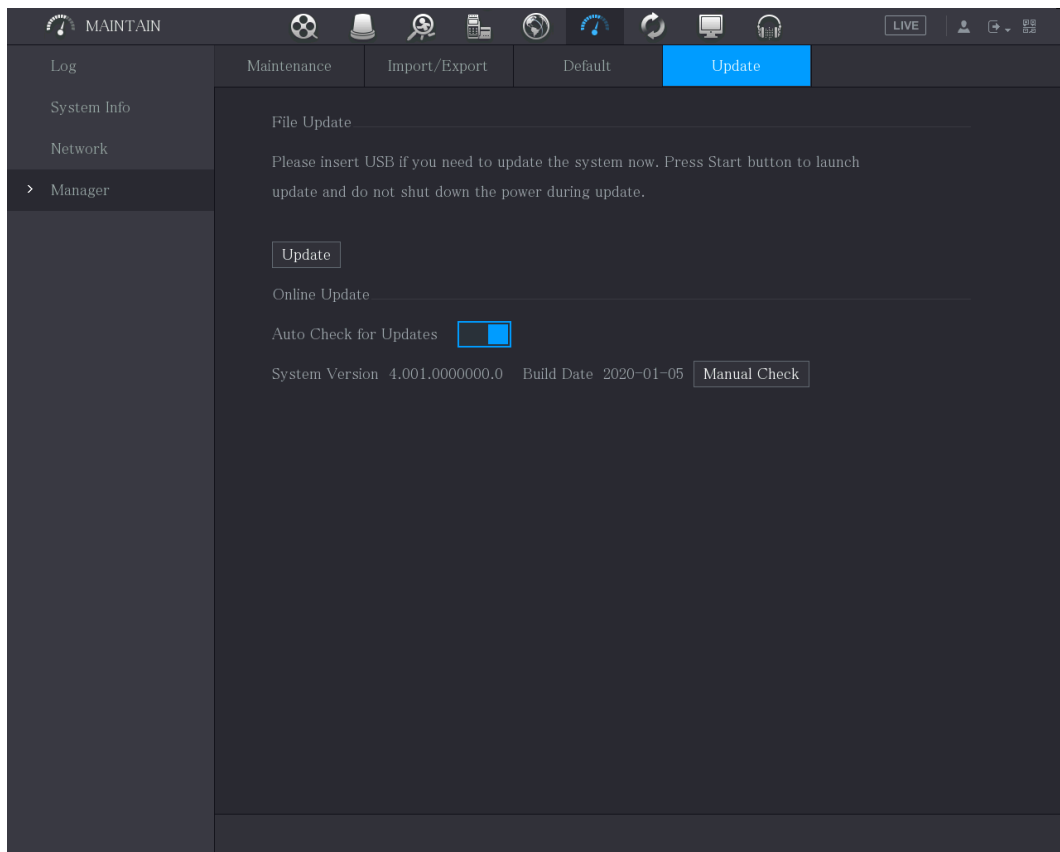 MAINTAIN
LIVE
Log
System Info
Network
Manager
Maintenance
Import/Export
Default
Update
File Update
Please insert USB if you need to update the system now. Press Start button to launch
update and do not shut down the power during update.
Update
Online Update
Auto Check for Updates
System Version 4.001.0000000.0 Build Date 2020-01-05 Manual Check